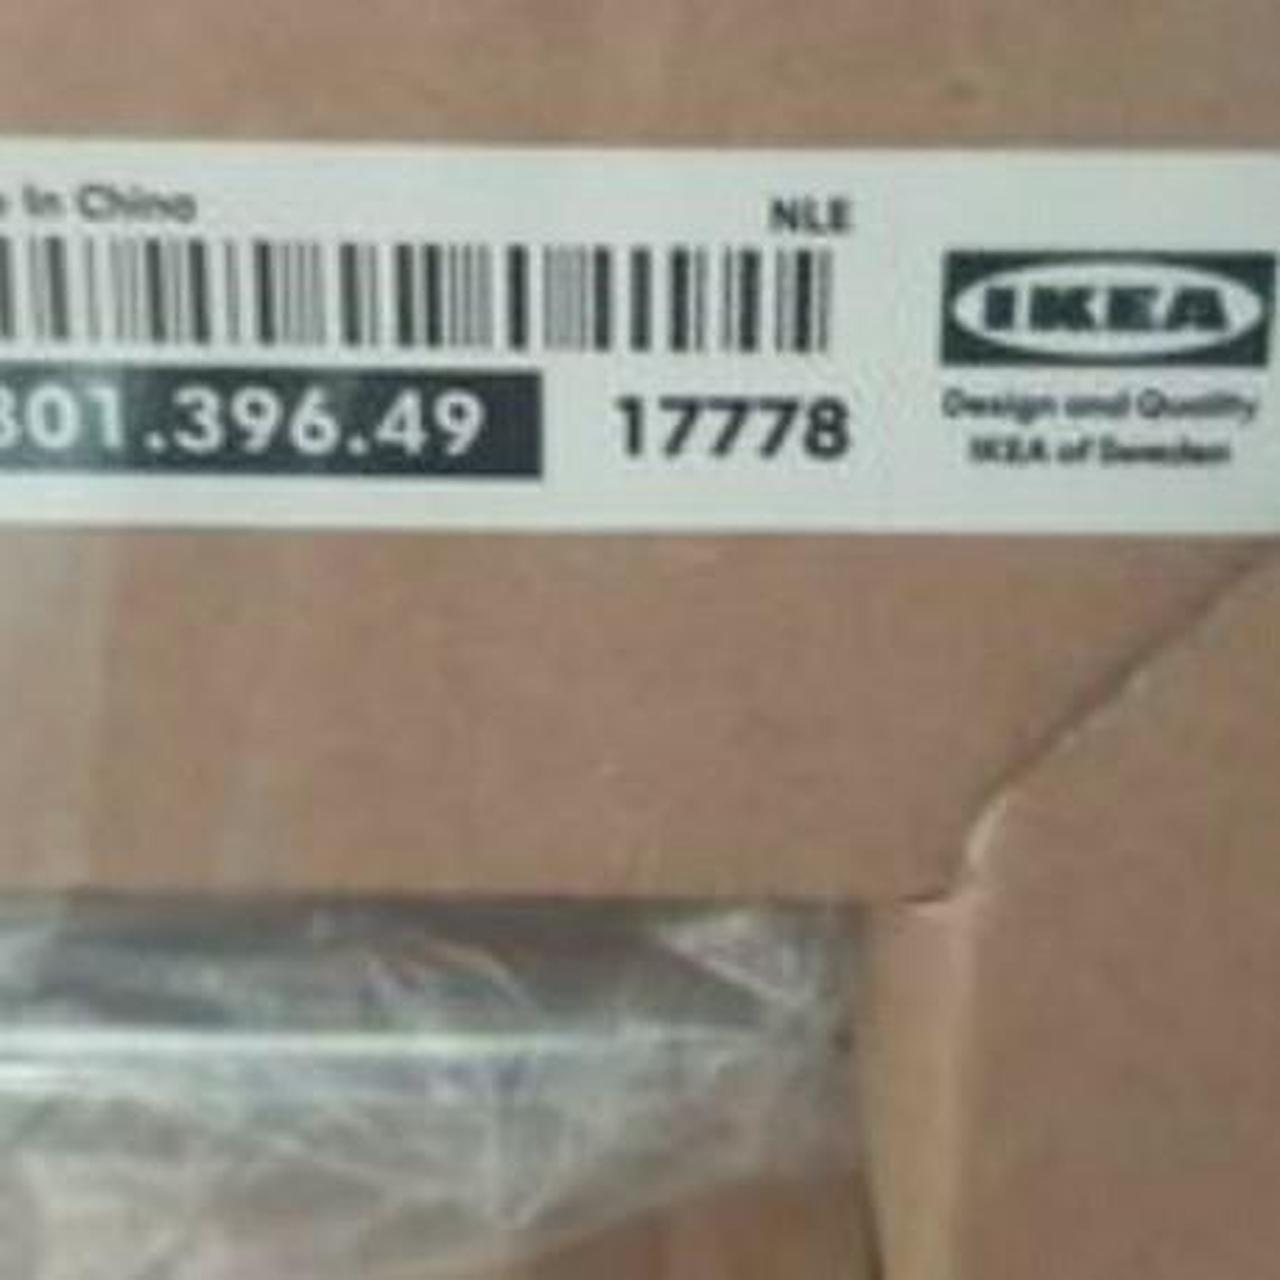 In China
NLE
IKEA
301.396.49
17778
Design and Quality
IKEA of Sweden